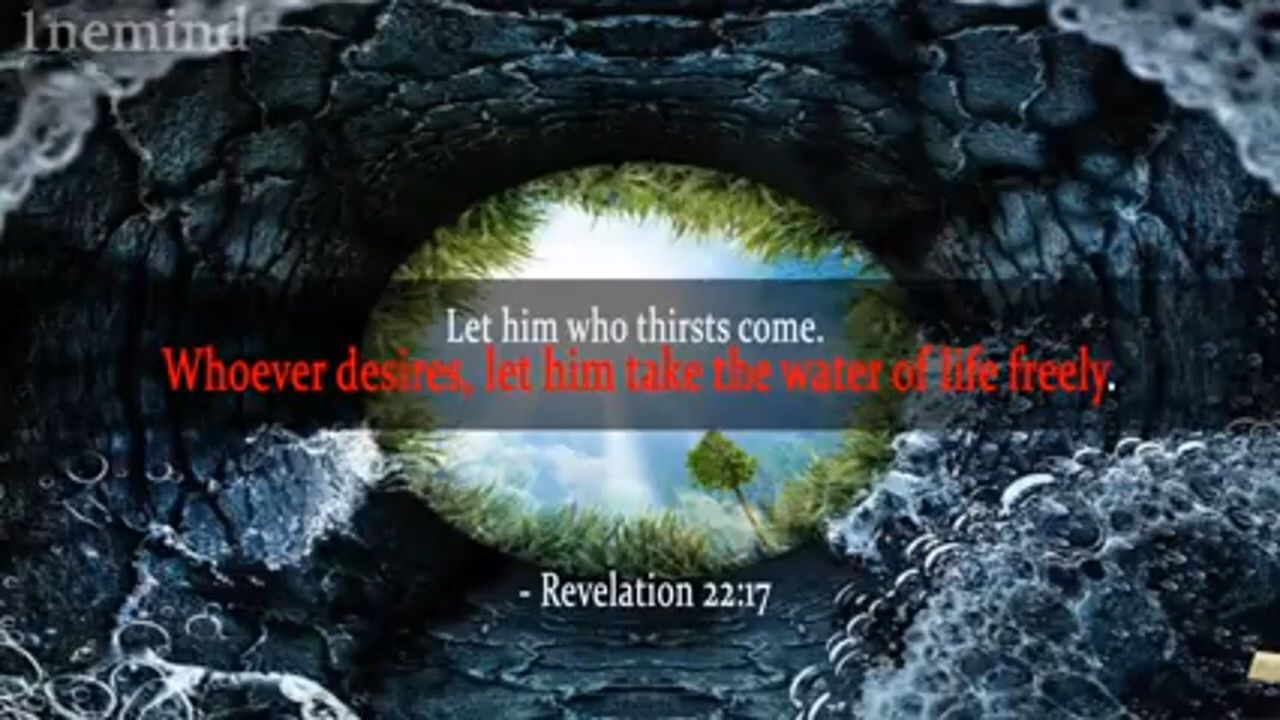 1nemind
Let him who thirsts come.
Whoever desires, let him take the water of life freely.
- Revelation 22:17